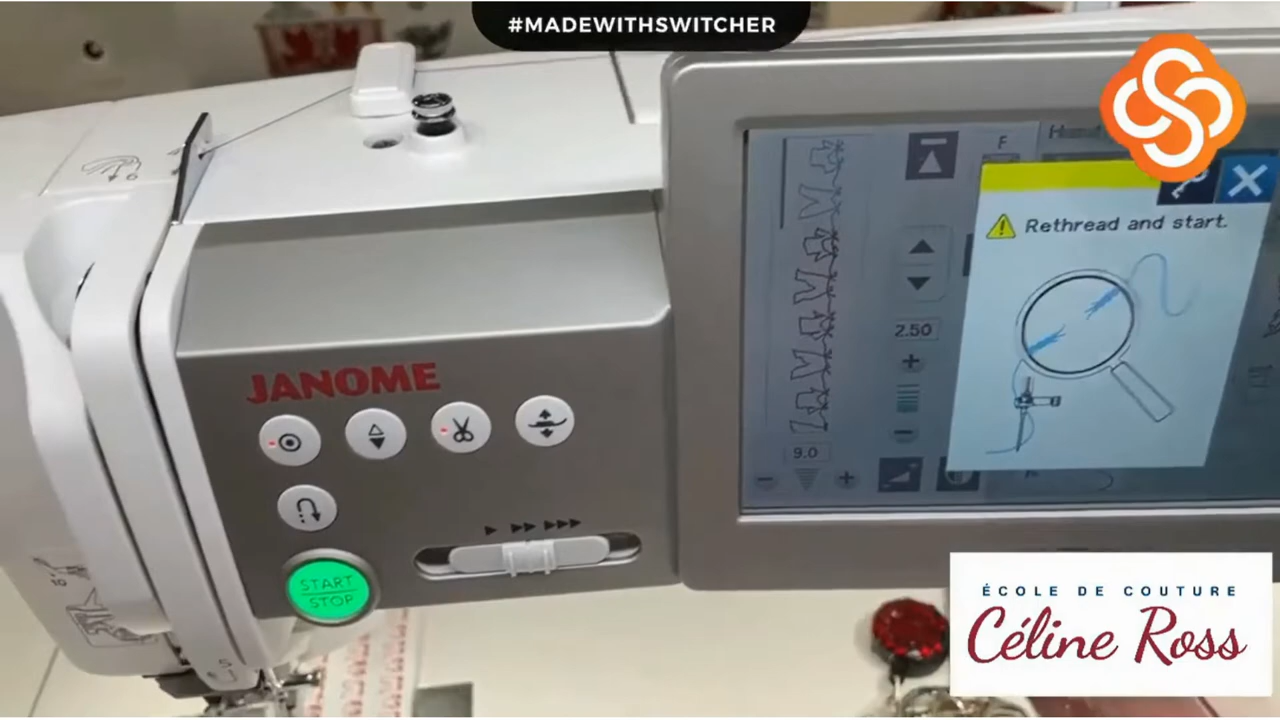 #MADEWITHSWITCHER
F
Rethread and start.
2.50
9.0
JANOME
START
STOP
ÉCOLE DE COUTURE
Céline Ross